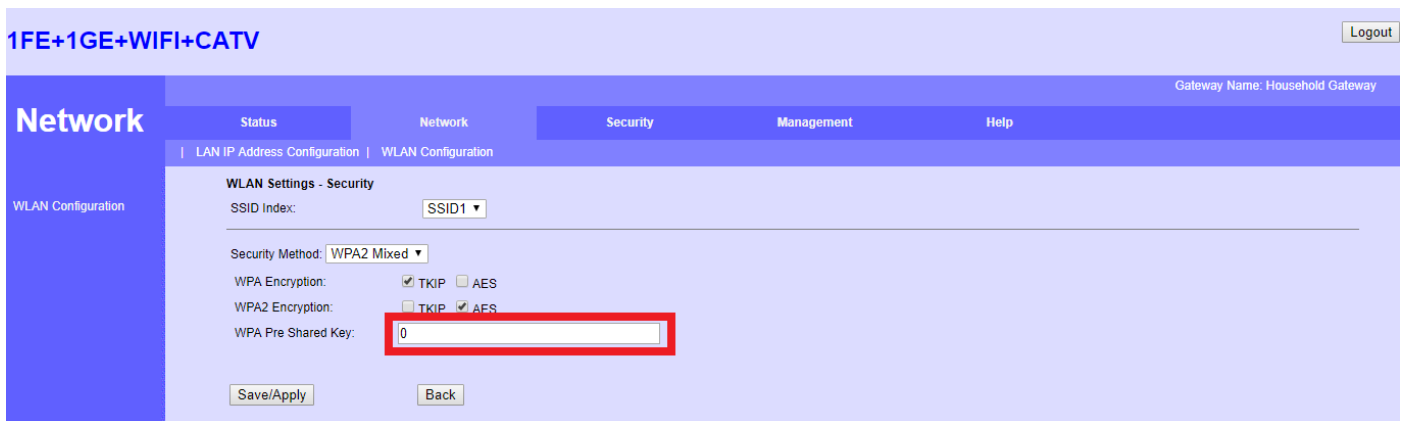 1FE+1GE+WIFI+CATV
Logout
Gateway Name: Household Gateway
Network
Status Network Security Management Help
| LAN IP Address Configuration | WLAN Configuration
WLAN Configuration
WLAN Settings - Security
SSID Index: SSID1
Security Method: WPA2 Mixed
WPA Encryption: TKIP AES
WPA2 Encryption: TKIP AES
WPA Pre Shared Key: 0
Save/Apply Back